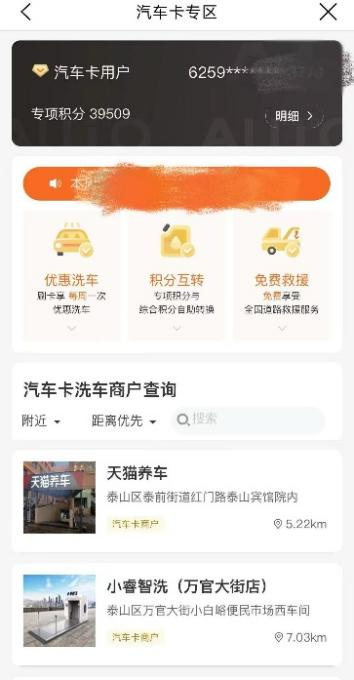 汽车卡专区
汽车卡用户
6259***
专项积分 39509
明细 >
优惠洗车
刷卡享 每周一次
优惠洗车
积分互转
专项积分与
综合积分自助转换
免费救援
免费享受
全国道路救援服务
汽车卡洗车商户查询
附近
距离优先
搜索
天猫养车
天猫养车
泰山区泰前街道红门路泰山宾馆院内
汽车卡商户
5.22km
小睿智洗（万官大街店）
泰山区万官大街小白峪便民市场西车间
汽车卡商户
7.03km